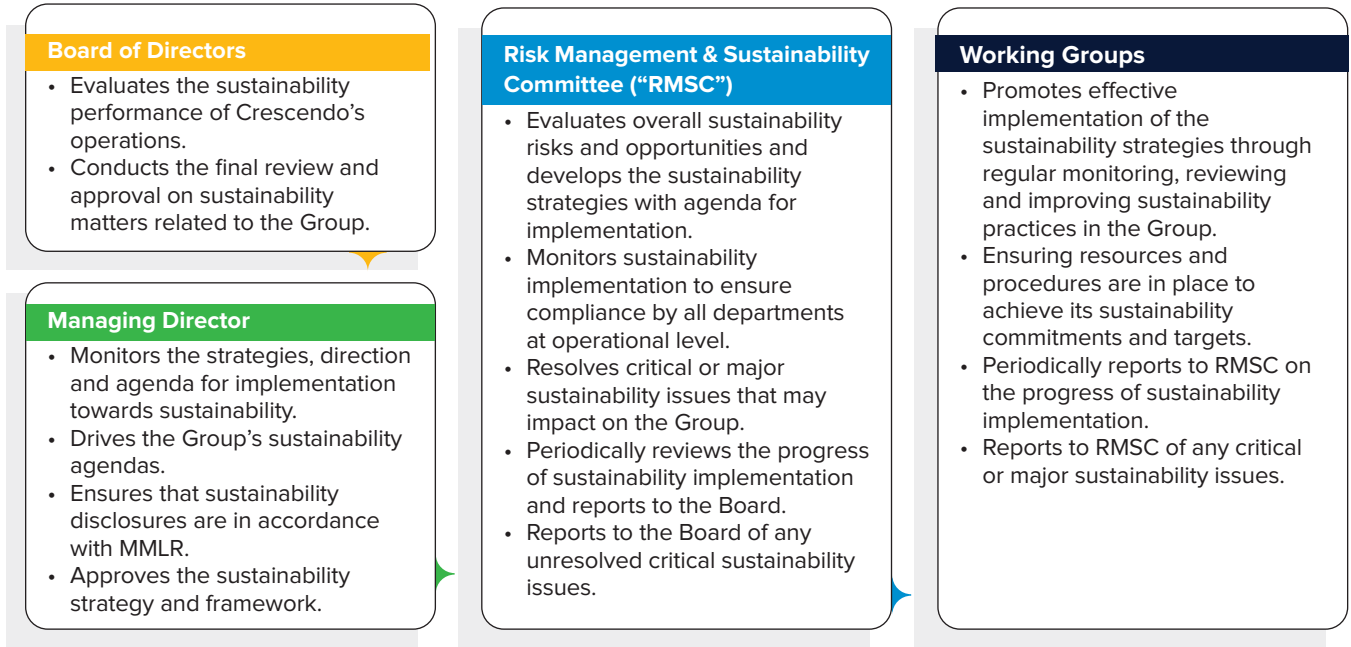 Board of Directors
• Evaluates the sustainability
performance of Crescendo’s
operations.
• Conducts the final review and
approval on sustainability
matters related to the Group.
Managing Director
• Monitors the strategies, direction
and agenda for implementation
towards sustainability.
• Drives the Group’s sustainability
agendas.
• Ensures that sustainability
disclosures are in accordance
with MMLR.
• Approves the sustainability
strategy and framework.
Risk Management & Sustainability
Committee (“RMSC”)
• Evaluates overall sustainability
risks and opportunities and
develops the sustainability
strategies with agenda for
implementation.
• Monitors sustainability
implementation to ensure
compliance by all departments
at operational level.
• Resolves critical or major
sustainability issues that may
impact on the Group.
• Periodically reviews the progress
of sustainability implementation
and reports to the Board.
• Reports to the Board of any
unresolved critical sustainability
issues.
Working Groups
• Promotes effective
implementation of the
sustainability strategies through
regular monitoring, reviewing
and improving sustainability
practices in the Group.
• Ensuring resources and
procedures are in place to
achieve its sustainability
commitments and targets.
• Periodically reports to RMSC on
the progress of sustainability
implementation.
• Reports to RMSC of any critical
or major sustainability issues.